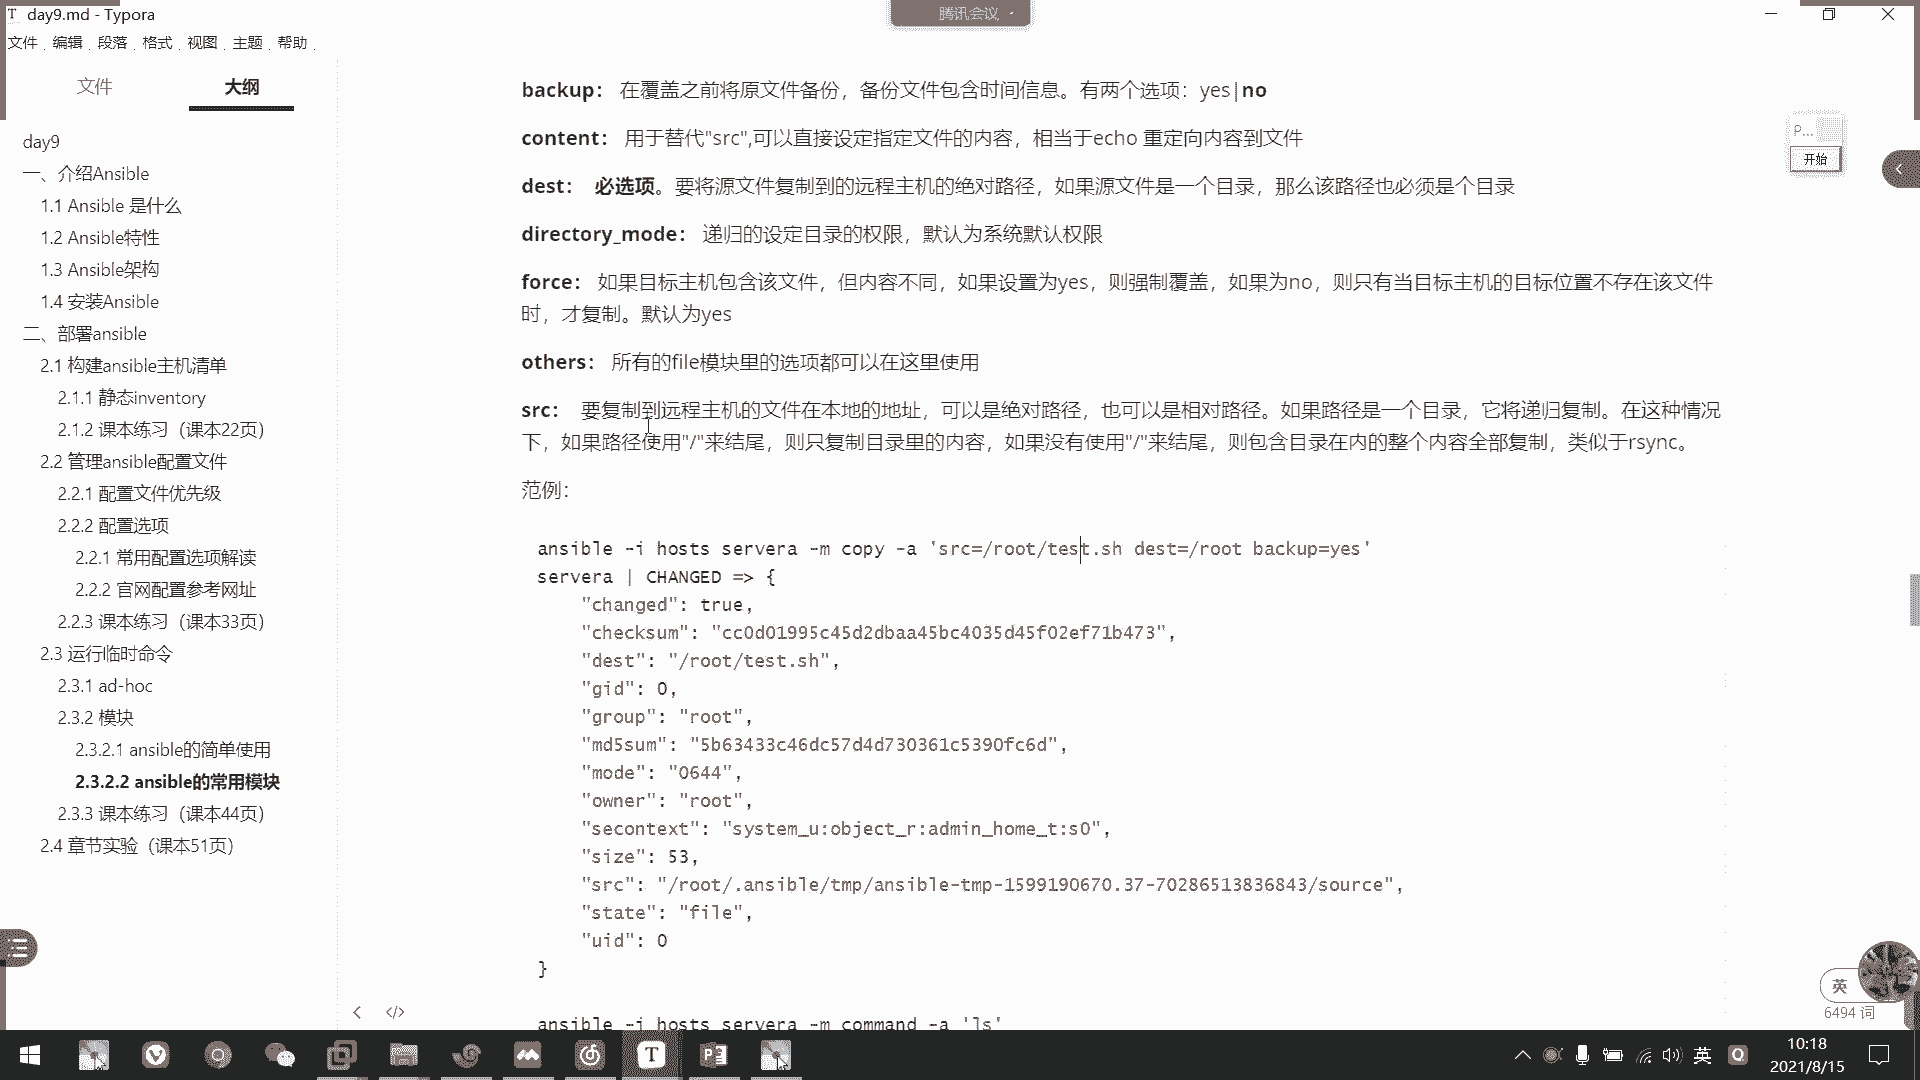 day9.md - Typora
腾讯会议
文件 编辑 段落 格式 视图 主题 帮助
文件 大纲
day9
一、介绍Ansible
1.1 Ansible 是什么
1.2 Ansible特性
1.3 Ansible架构
1.4 安装Ansible
二、部署ansible
2.1 构建ansible主机清单
2.1.1 静态inventory
2.1.2 课本练习（课本22页）
2.2 管理ansible配置文件
2.2.1 配置文件优先级
2.2.2 配置选项
2.2.1 常用配置选项解读
2.2.2 官网配置参考网址
2.2.3 课本练习（课本33页）
2.3 运行临时命令
2.3.1 ad-hoc
2.3.2 模块
2.3.2.1 ansible的简单使用
2.3.2.2 ansible的常用模块
2.3.3 课本练习（课本44页）
2.4 章节实验（课本51页）
backup： 在覆盖之前将原文件备份，备份文件包含时间信息。有两个选项：yes|no
content： 用于替代"src",可以直接设定指定文件的内容，相当于echo 重定向内容到文件
dest： 必选项。要将源文件复制到的远程主机的绝对路径，如果源文件是一个目录，那么该路径也必须是个目录
directory_mode： 递归的设定目录的权限，默认为系统默认权限
force： 如果目标主机包含该文件，但内容不同，如果设置为yes，则强制覆盖，如果为no，则只有当目标主机的目标位置不存在该文件
时，才复制。默认为yes
others： 所有的file模块里的选项都可以在这里使用
src： 要复制到远程主机的文件在本地的地址，可以是绝对路径，也可以是相对路径。如果路径是一个目录，它将递归复制。在这种情况
下，如果路径使用"/"来结尾，则只复制目录里的内容，如果没有使用"/"来结尾，则包含目录在内的整个内容全部复制，类似于rsync。
范例：
ansible -i hosts servera -m copy -a 'src=/root/test.sh dest=/root backup=yes'
servera | CHANGED => {
"changed": true,
"checksum": "cc0d01995c45d2dbaa45bc4035d45f02ef71b473",
"dest": "/root/test.sh",
"gid": 0,
"group": "root",
"md5sum": "5b63433c46dc57d4d730361c5390fc6d",
"mode": "0644",
"owner": "root",
"secontext": "system_u:object_r:admin_home_t:s0",
"size": 53,
"src": "/root/.ansible/tmp/ansible-tmp-1599190670.37-70286513836843/source",
"state": "file",
"uid": 0
}
ansible -i hosts servera -m command -a 'ls'
P...
开始
英
6494 词
英
10:18
2021/8/15